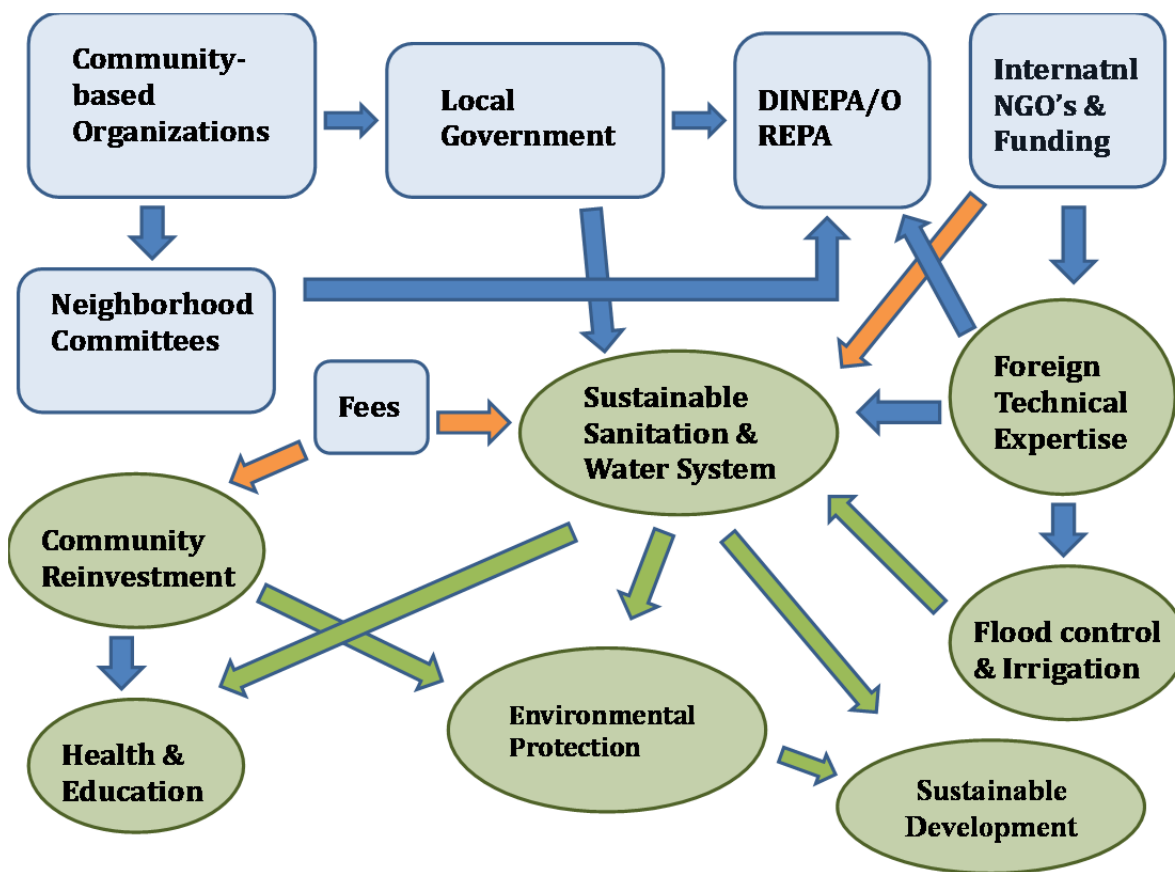 Community-
based
Organizations
Local
Government
DINEPA/O
REPA
Internatnl
NGO's &
Funding
Neighborhood
Committees
Fees
Sustainable
Sanitation &
Water System
Foreign
Technical
Expertise
Community
Reinvestment
Flood control
& Irrigation
Health &
Education
Environmental
Protection
Sustainable
Development